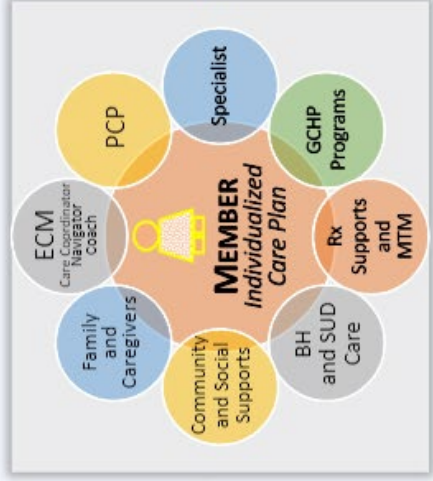 ECM
Care Coordinator
Navigator
Coach
PCP
Specialist
GCHP
Programs
Rx
Supports
and
MTM
BH
and SUD
Care
Community
and Social
Supports
Family
and
Caregivers
MEMBER
Individualized
Care Plan